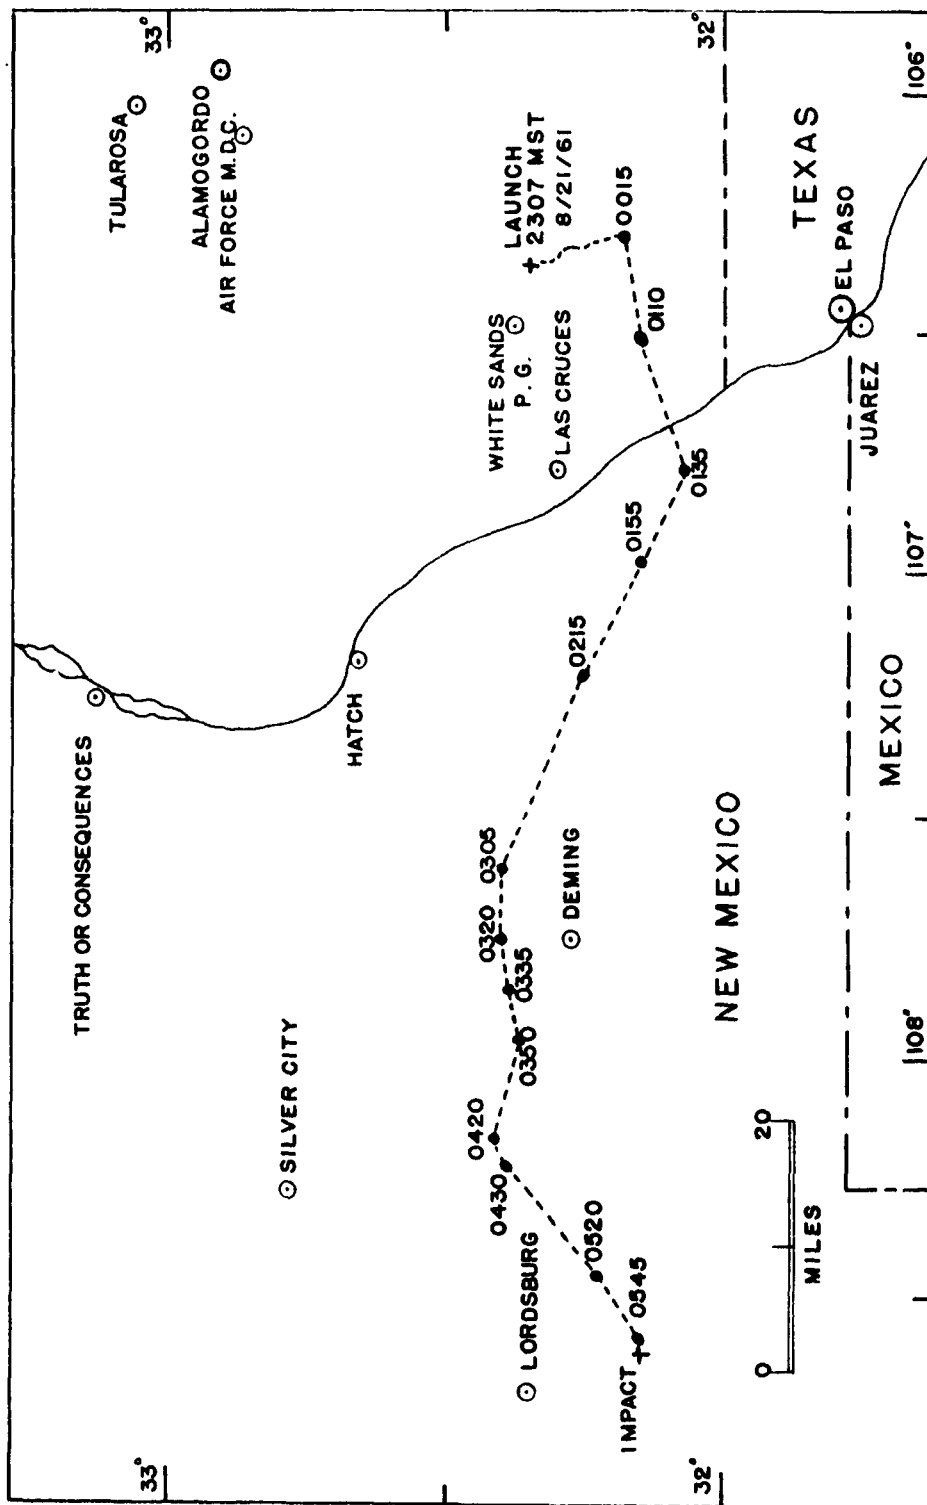 33°
32°
TULAROSA
ALAMOGORDO
AIR FORCE M.D.C.
LAUNCH
2307 MST
8/21/61
0015
0110
WHITE SANDS
P. G.
LAS CRUCES
TEXAS
EL PASO
JUAREZ
106°
0135
0155
0215
107°
HATCH
TRUTH OR CONSEQUENCES
MEXICO
0305
0320
0335
0350
DEMING
NEW MEXICO
108°
SILVER CITY
0420
0430
0520
0545
LORDSBURG
IMPACT
0
20
MILES
33°
32°